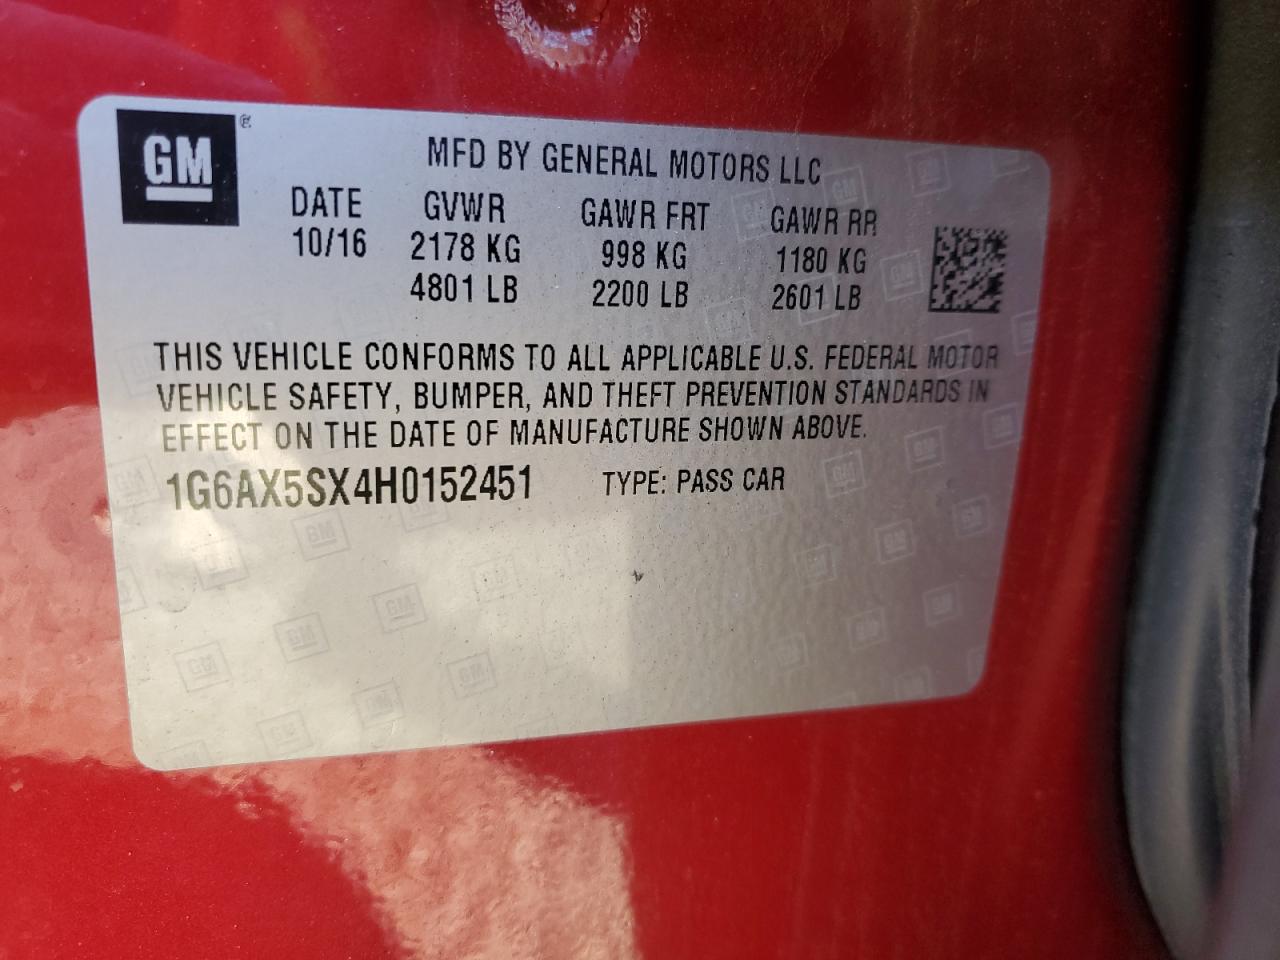 GM ®
MFD BY GENERAL MOTORS LLC
DATE GVWR GAWR FRT GAWR RR
10/16 2178 KG 998 KG 1180 KG
4801 LB 2200 LB 2601 LB
THIS VEHICLE CONFORMS TO ALL APPLICABLE U.S. FEDERAL MOTOR
VEHICLE SAFETY, BUMPER, AND THEFT PREVENTION STANDARDS IN
EFFECT ON THE DATE OF MANUFACTURE SHOWN ABOVE.
1G6AX5SX4H0152451 TYPE: PASS CAR